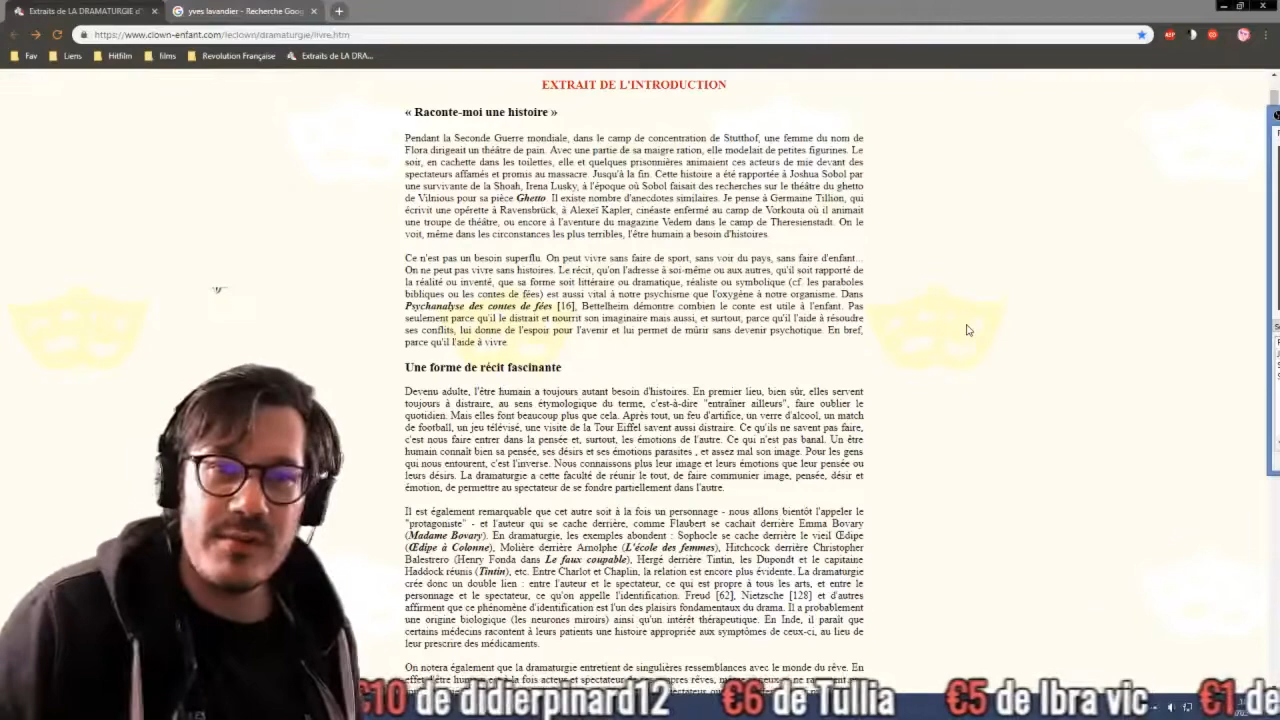 Extraits de LA DRAMATURGIE d'
yves lavandier - Recherche Goog
https://www.clown-enfant.com/leclown/dramaturgie/livre.htm
Fav
Liens
Hitfilm
films
Revolution Française
Extraits de LA DRA...
EXTRAIT DE L'INTRODUCTION
« Raconte-moi une histoire »
Pendant la Seconde Guerre mondiale, dans le camp de concentration de Stutthof, une femme du nom de
Flora dirigeait un théâtre de pain. Avec une partie de sa maigre ration, elle modelait de petites figurines. Le
soir, en cachette dans les toilettes, elle et quelques prisonnières animaient ces acteurs de mie devant des
spectateurs affamés et promis au massacre. Jusqu'à la fin. Cette histoire a été rapportée à Joshua Sobol par
une survivante de la Shoah, Irena Lusky, à l'époque où Sobol faisait des recherches sur le théâtre du ghetto
de Vilnious pour sa pièce Ghetto. Il existe nombre d'anecdotes similaires. Je pense à Germaine Tillion, qui
écrivit une opérette à Ravensbrück, à Alexeï Kapler, cinéaste enfermé au camp de Vorkouta où il animait
une troupe de théâtre, ou encore à l'aventure du magazine Vedem dans le camp de Theresienstadt. On le
voit, même dans les circonstances les plus terribles, l'être humain a besoin d'histoires.
Ce n'est pas un besoin superflu. On peut vivre sans faire de sport, sans voir du pays, sans faire d'enfant...
On ne peut pas vivre sans histoires. Le récit, qu'on l'adresse à soi-même ou aux autres, qu'il soit rapporté de
la réalité ou inventé, que sa forme soit littéraire ou dramatique, réaliste ou symbolique (cf. les paraboles
bibliques ou les contes de fées) est aussi vital à notre psychisme que l'oxygène à notre organisme. Dans
Psychanalyse des contes de fées [16], Bettelheim démontre combien le conte est utile à l'enfant. Pas
seulement parce qu'il le distrait et nourrit son imaginaire mais aussi, et surtout, parce qu'il l'aide à résoudre
ses conflits, lui donne de l'espoir pour l'avenir et lui permet de mûrir sans devenir psychotique. En bref,
parce qu'il l'aide à vivre.
Une forme de récit fascinante
Devenu adulte, l'être humain a toujours autant besoin d'histoires. En premier lieu, bien sûr, elles servent
toujours à distraire, au sens étymologique du terme, c'est-à-dire "entraîner ailleurs", faire oublier le
quotidien. Mais elles font beaucoup plus que cela. Après tout, un feu d'artifice, un verre d'alcool, un match
de football, un jeu télévisé, une visite de la Tour Eiffel savent aussi distraire. Ce qu'ils ne savent pas faire,
c'est nous faire entrer dans la pensée et, surtout, les émotions de l'autre. Ce qui n'est pas banal. Un être
humain connaît bien sa pensée, ses désirs et ses émotions parasites , et assez mal son image. Pour les gens
qui nous entourent, c'est l'inverse. Nous connaissons plus leur image et leurs émotions que leur pensée ou
leurs désirs. La dramaturgie a cette faculté de réunir le tout, de faire communier image, pensée, désir et
émotion, de permettre au spectateur de se fondre partiellement dans l'autre.
Il est également remarquable que cet autre soit à la fois un personnage - nous allons bientôt l'appeler le
"protagoniste" - et l'auteur qui se cache derrière, comme Flaubert se cachait derrière Emma Bovary
(Madame Bovary). En dramaturgie, les exemples abondent : Sophocle se cache derrière le vieil Œdipe
(Œdipe à Colonne), Molière derrière Arnolphe (L'école des femmes), Hitchcock derrière Christopher
Balestrero (Henry Fonda dans Le faux coupable), Hergé derrière Tintin, les Dupondt et le capitaine
Haddock réunis (Tintin), etc. Entre Charlot et Chaplin, la relation est encore plus évidente. La dramaturgie
crée donc un double lien : entre l'auteur et le spectateur, ce qui est propre à tous les arts, et entre le
personnage et le spectateur, ce qu'on appelle l'identification. Freud [62], Nietzsche [128] et d'autres
affirment que ce phénomène d'identification est l'un des plaisirs fondamentaux du drama. Il a probablement
une origine biologique (les neurones miroirs) ainsi qu'un intérêt thérapeutique. En Inde, il paraît que
certains médecins racontent à leurs patients une histoire appropriée aux symptômes de ceux-ci, au lieu de
leur prescrire des médicaments.
On notera également que la dramaturgie entretient de singulières ressemblances avec le monde du rêve. En
€10 de didierpinard12 €6 de Tullia €5 de Ibra vic €1 de